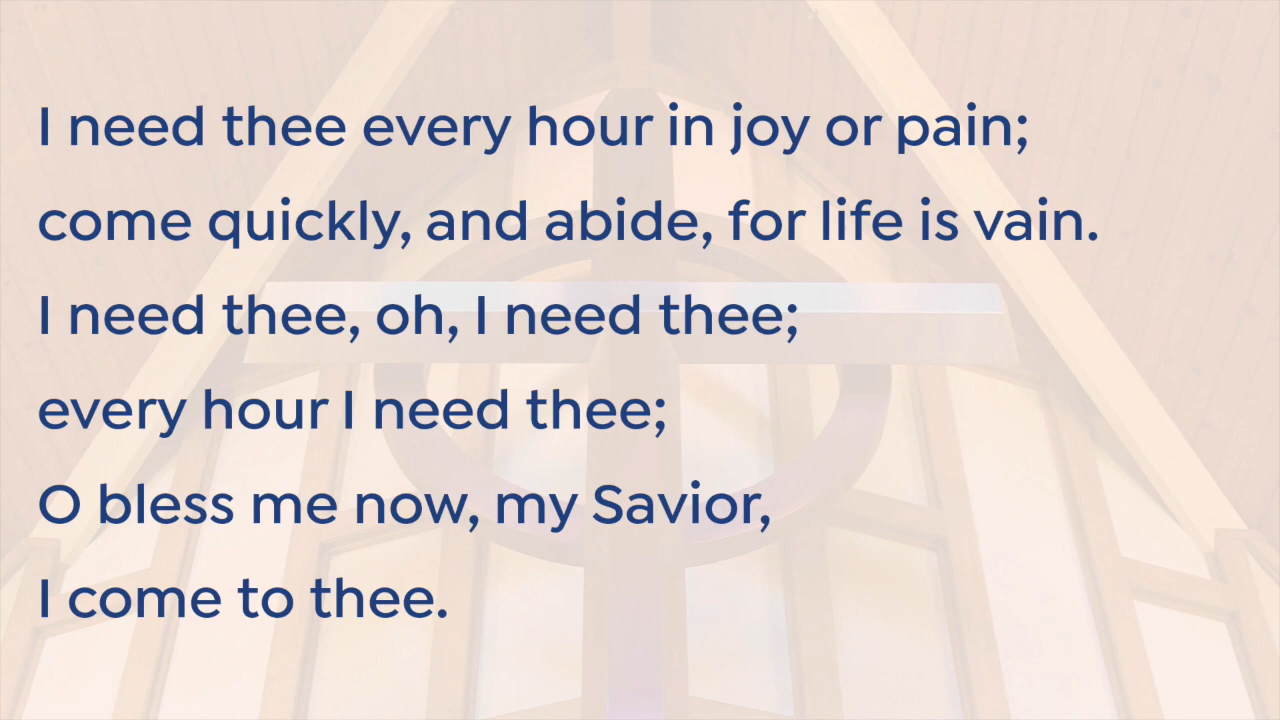 I need thee every hour in joy or pain;
come quickly, and abide, for life is vain.
I need thee, oh, I need thee;
every hour I need thee;
O bless me now, my Savior,
I come to thee.